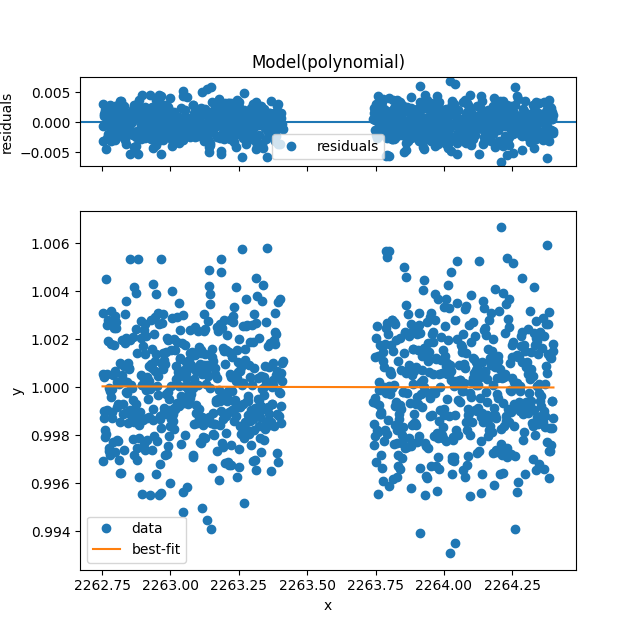 Model(polynomial)
residuals
0.005
0.000
−0.005
residuals
y
1.006
1.004
1.002
1.000
0.998
0.996
0.994
data
best-fit
2262.75 2263.00 2263.25 2263.50 2263.75 2264.00 2264.25
x